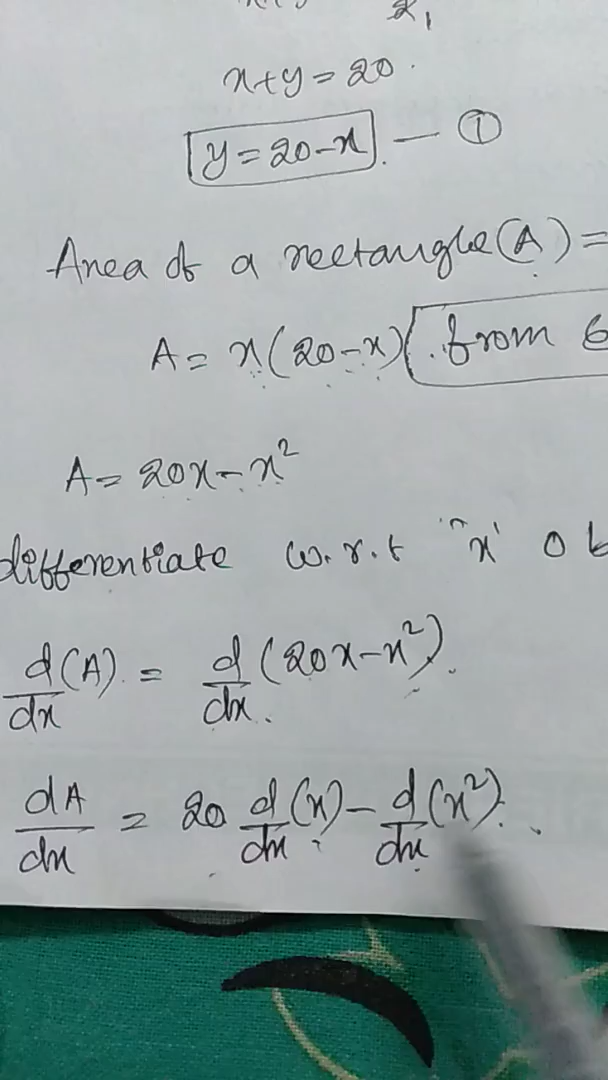 x+y=20.
y=20-x — ①
Area of a rectangle(A) =
A = x(20-x) (. from
A = 20x - x²
differentiate w.r.t "x'
d/dx (A) = d/dx (20x-x²).
dA/dx = 20 d/dx (x) - d/dx (x²).